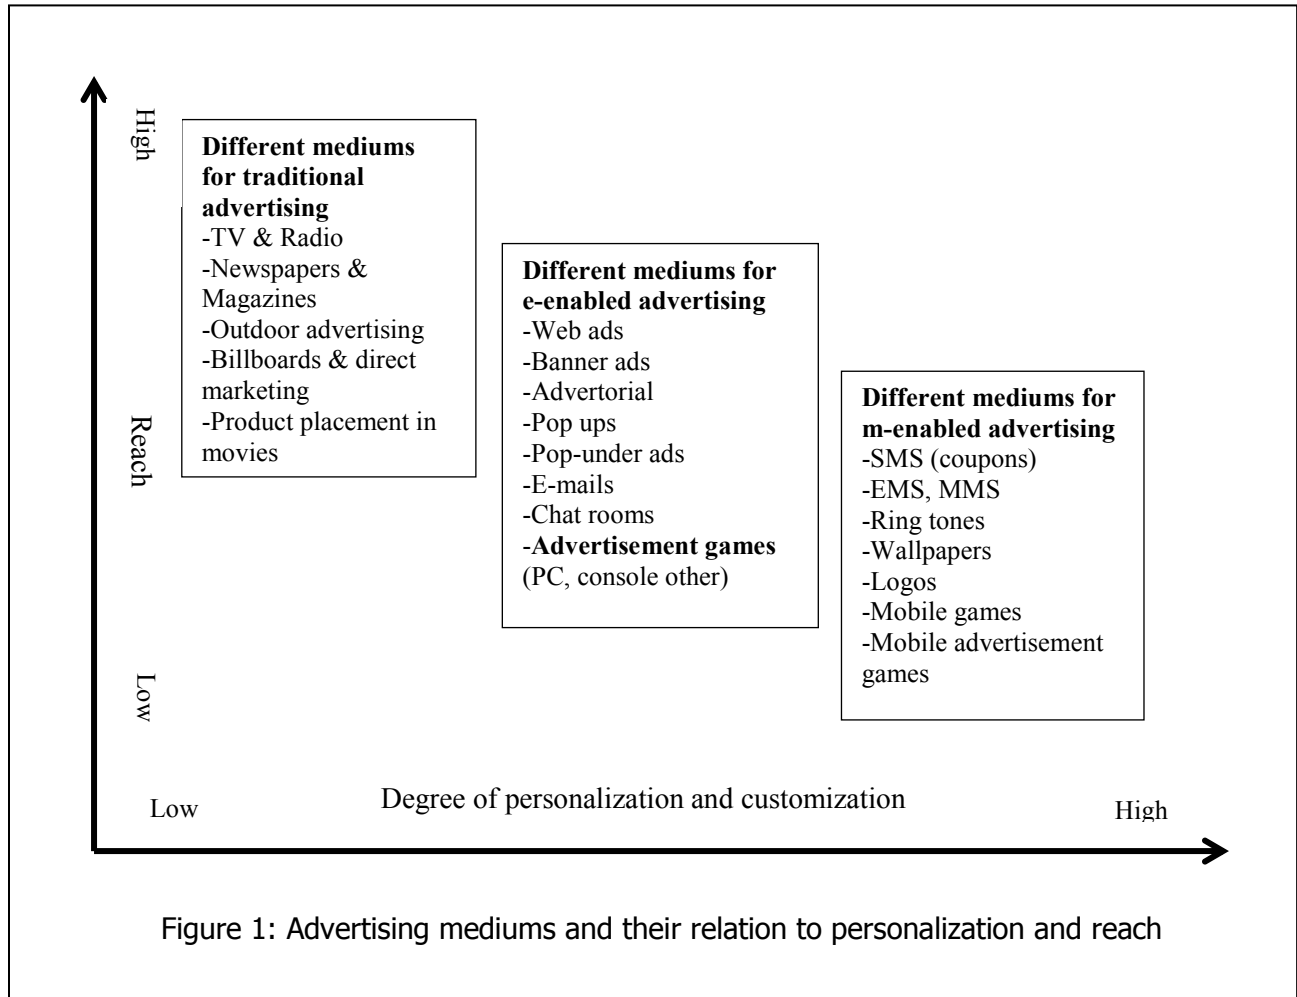 High
Reach
Low
Different mediums
for traditional
advertising
-TV & Radio
-Newspapers &
Magazines
-Outdoor advertising
-Billboards & direct
marketing
-Product placement in
movies
Different mediums for
e-enabled advertising
-Web ads
-Banner ads
-Advertorial
-Pop ups
-Pop-under ads
-E-mails
-Chat rooms
-Advertisement games
(PC, console other)
Different mediums for
m-enabled advertising
-SMS (coupons)
-EMS, MMS
-Ring tones
-Wallpapers
-Logos
-Mobile games
-Mobile advertisement
games
Low
Degree of personalization and customization
High
Figure 1: Advertising mediums and their relation to personalization and reach